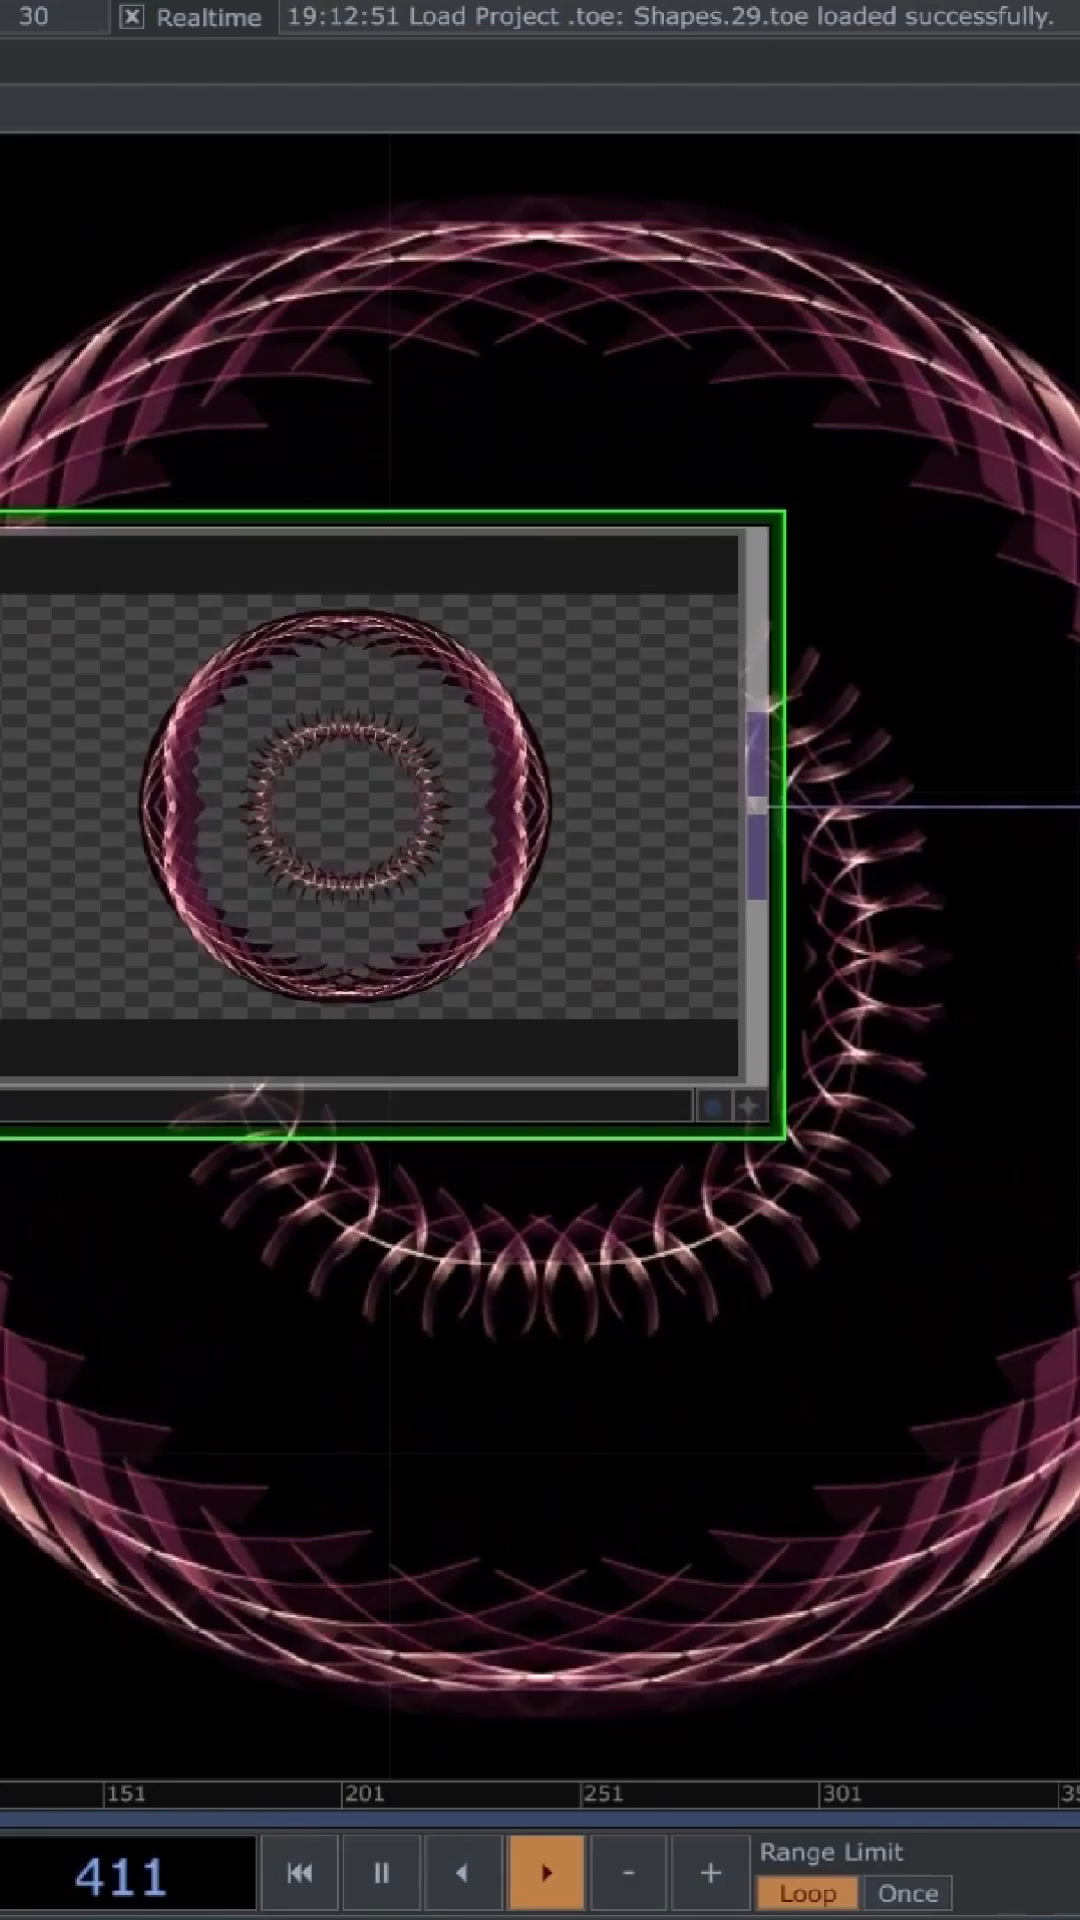 30 Realtime 19:12:51 Load Project .toe: Shapes.29.toe loaded successfully.
151 201 251 301
411 - + Range Limit
Loop Once